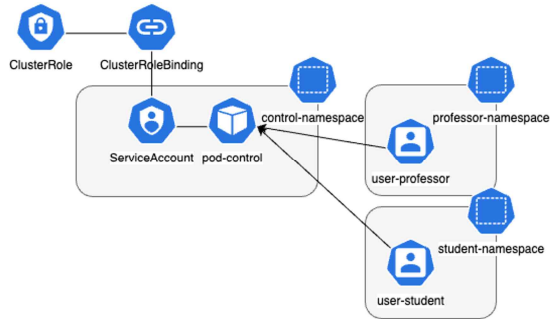 ClusterRole
ClusterRoleBinding
control-namespace
professor-namespace
ServiceAccount
pod-control
user-professor
student-namespace
user-student